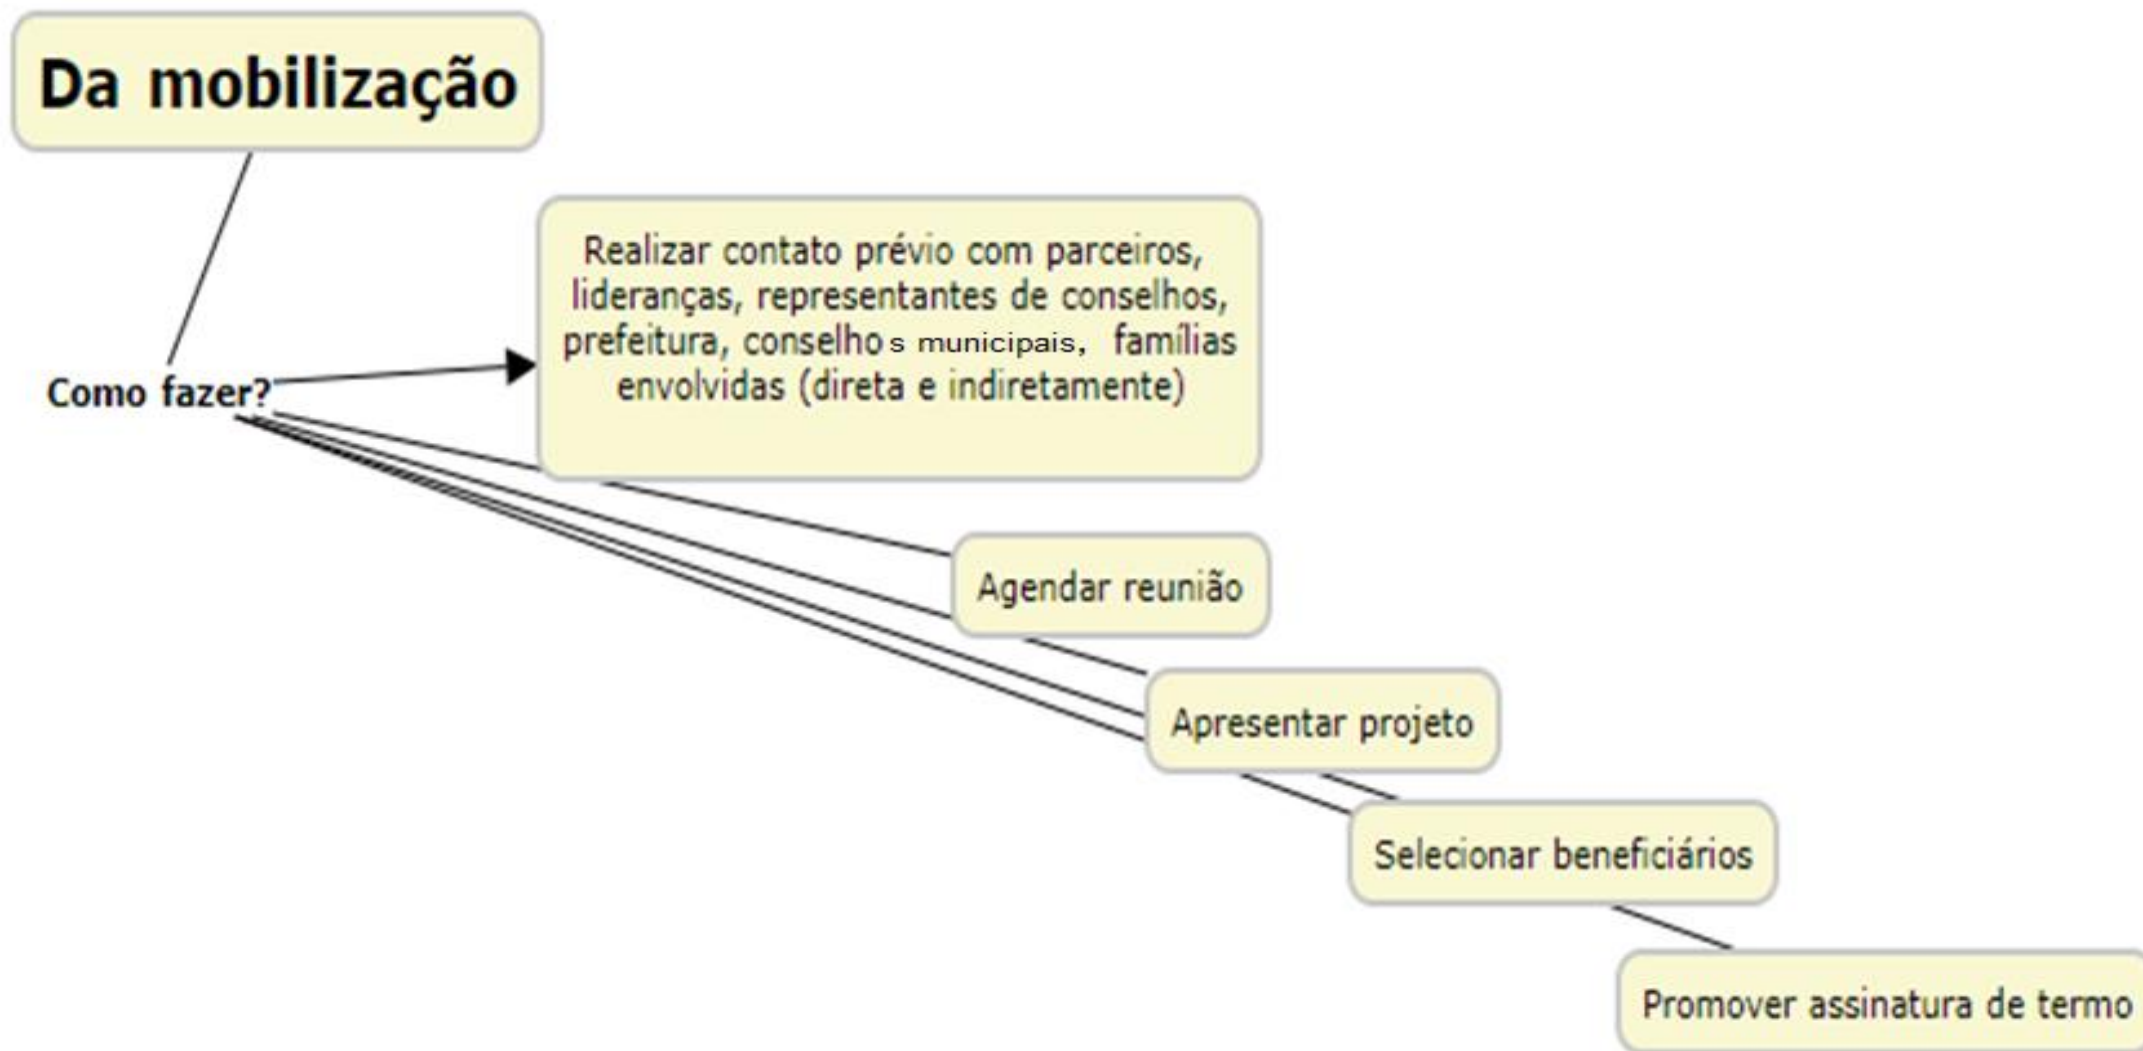 Da mobilização
Realizar contato prévio com parceiros,
lideranças, representantes de conselhos,
prefeitura, conselhos municipais, famílias
envolvidas (direta e indiretamente)
Como fazer?
Agendar reunião
Apresentar projeto
Selecionar beneficiários
Promover assinatura de termo